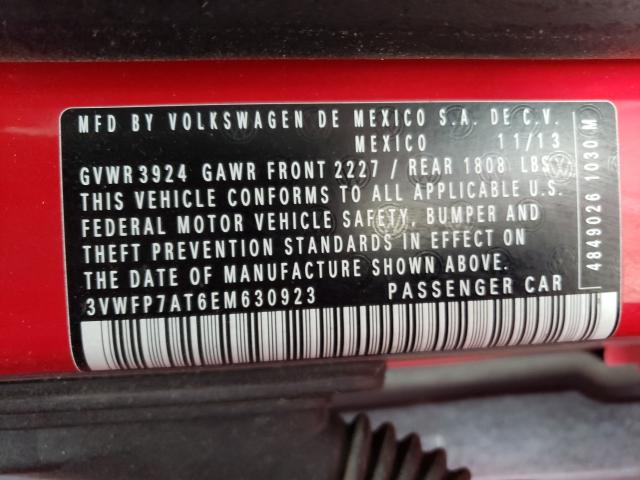 MFD BY VOLKSWAGEN DE MEXICO S.A. DE C.V.
MEXICO 11/13
GVWR 3924 GAWR FRONT 2227 / REAR 1808 LBS
THIS VEHICLE CONFORMS TO ALL APPLICABLE U.S.
FEDERAL MOTOR VEHICLE SAFETY, BUMPER AND
THEFT PREVENTION STANDARDS IN EFFECT ON
THE DATE OF MANUFACTURE SHOWN ABOVE.
3VWFP7AT6EM630923 PASSENGER CAR
4849026 1030 M